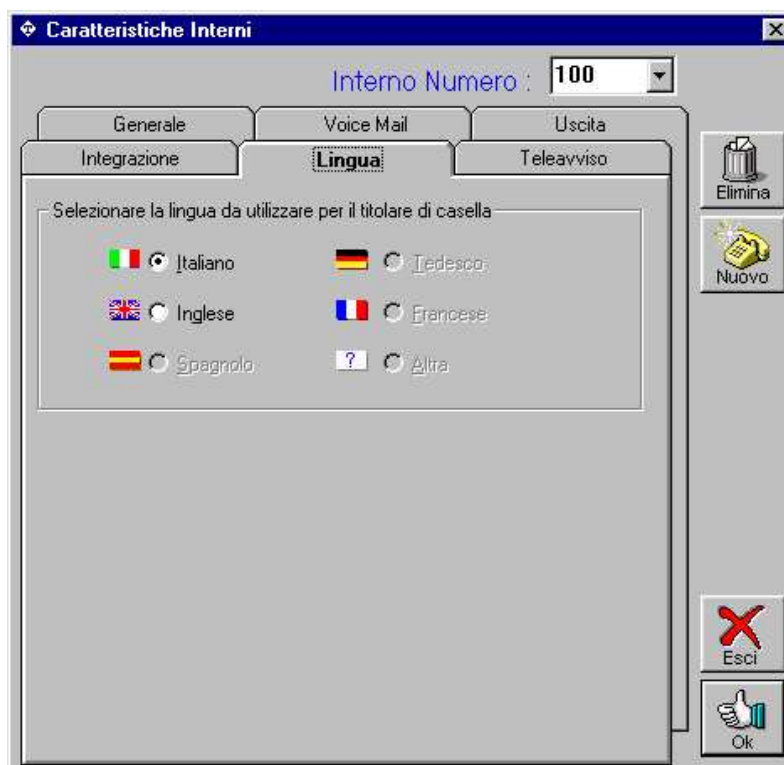 Caratteristiche Interni
Interno Numero : 100
Generale Voice Mail Uscita
Integrazione Lingua Teleavviso
Elimina
Selezionare la lingua da utilizzare per il titolare di casella
Italiano Tedesco
Nuovo
Inglese Francese
Spagnolo ? Altra
Esci
Ok